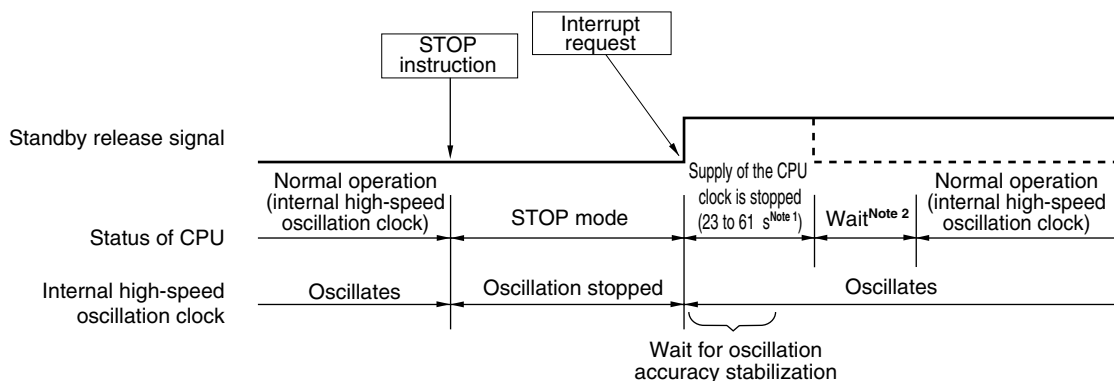 Interrupt
request
STOP
instruction
Standby release signal
Supply of the CPU
clock is stopped
(23 to 61 s Note 1)
Normal operation
(internal high-speed
oscillation clock)
STOP mode
Wait Note 2
Normal operation
(internal high-speed
oscillation clock)
Status of CPU
Internal high-speed
oscillation clock
Oscillates
Oscillation stopped
Oscillates
Wait for oscillation
accuracy stabilization